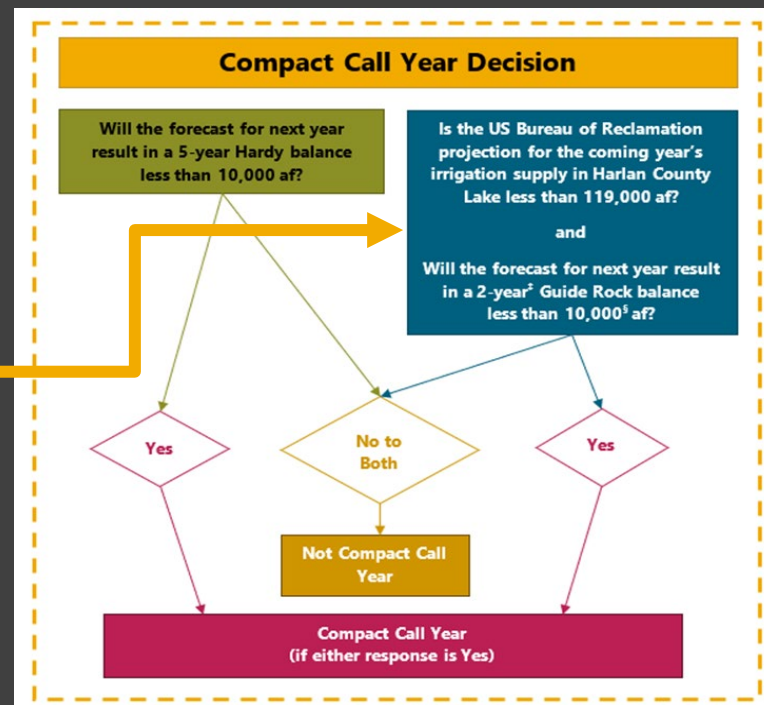 Compact Call Year Decision
Will the forecast for next year
result in a 5-year Hardy balance
less than 10,000 af?
Is the US Bureau of Reclamation
projection for the coming year's
irrigation supply in Harlan County
Lake less than 119,000 af?
and
Will the forecast for next year result
in a 2-year‡ Guide Rock balance
less than 10,000§ af?
Yes
No to
Both
Yes
Not Compact Call
Year
Compact Call Year
(if either response is Yes)